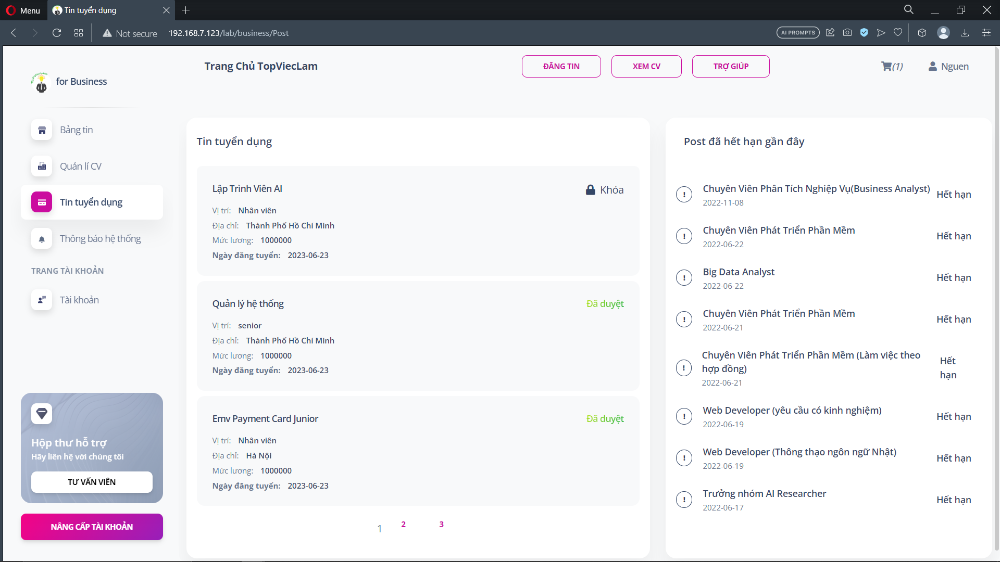 Menu
Tin tuyển dụng
Not secure
192.168.7.123/lab/business/Post
AI PROMPTS
TOPViecLam
for Business
Trang Chủ TopViecLam
ĐĂNG TIN
XEM CV
TRỢ GIÚP
(1)
Nguen
Bảng tin
Quản lí CV
Tin tuyển dụng
Thông báo hệ thống
TRANG TÀI KHOẢN
Tài khoản
Hộp thư hỗ trợ
Hãy liên hệ với chúng tôi
TƯ VẤN VIÊN
NÂNG CẤP TÀI KHOẢN
Tin tuyển dụng
Lập Trình Viên AI
Khóa
Vị trí: Nhân viên
Địa chỉ: Thành Phố Hồ Chí Minh
Mức lương: 1000000
Ngày đăng tuyển: 2023-06-23
Quản lý hệ thống
Đã duyệt
Vị trí: senior
Địa chỉ: Thành Phố Hồ Chí Minh
Mức lương: 1000000
Ngày đăng tuyển: 2023-06-23
Emv Payment Card Junior
Đã duyệt
Vị trí: Nhân viên
Địa chỉ: Hà Nội
Mức lương: 1000000
Ngày đăng tuyển: 2023-06-23
1 2 3
Post đã hết hạn gần đây
Chuyên Viên Phân Tích Nghiệp Vụ(Business Analyst)
2022-11-08
Hết hạn
Chuyên Viên Phát Triển Phần Mềm
2022-06-22
Hết hạn
Big Data Analyst
2022-06-22
Hết hạn
Chuyên Viên Phát Triển Phần Mềm
2022-06-21
Hết hạn
Chuyên Viên Phát Triển Phần Mềm (Làm việc theo
hợp đồng)
2022-06-21
Hết
hạn
Web Developer (yêu cầu có kinh nghiệm)
2022-06-19
Hết hạn
Web Developer (Thông thạo ngôn ngữ Nhật)
2022-06-19
Hết hạn
Trưởng nhóm AI Researcher
2022-06-17
Hết hạn